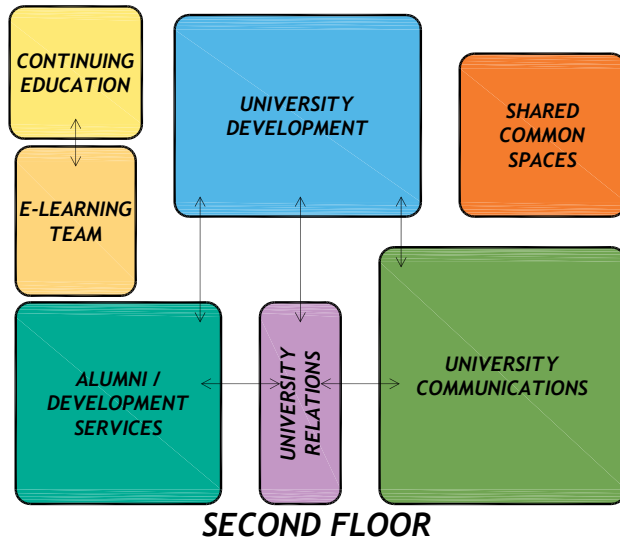 CONTINUING
EDUCATION
UNIVERSITY
DEVELOPMENT
SHARED
COMMON
SPACES
E-LEARNING
TEAM
ALUMNI /
DEVELOPMENT
SERVICES
UNIVERSITY
RELATIONS
UNIVERSITY
COMMUNICATIONS
SECOND FLOOR